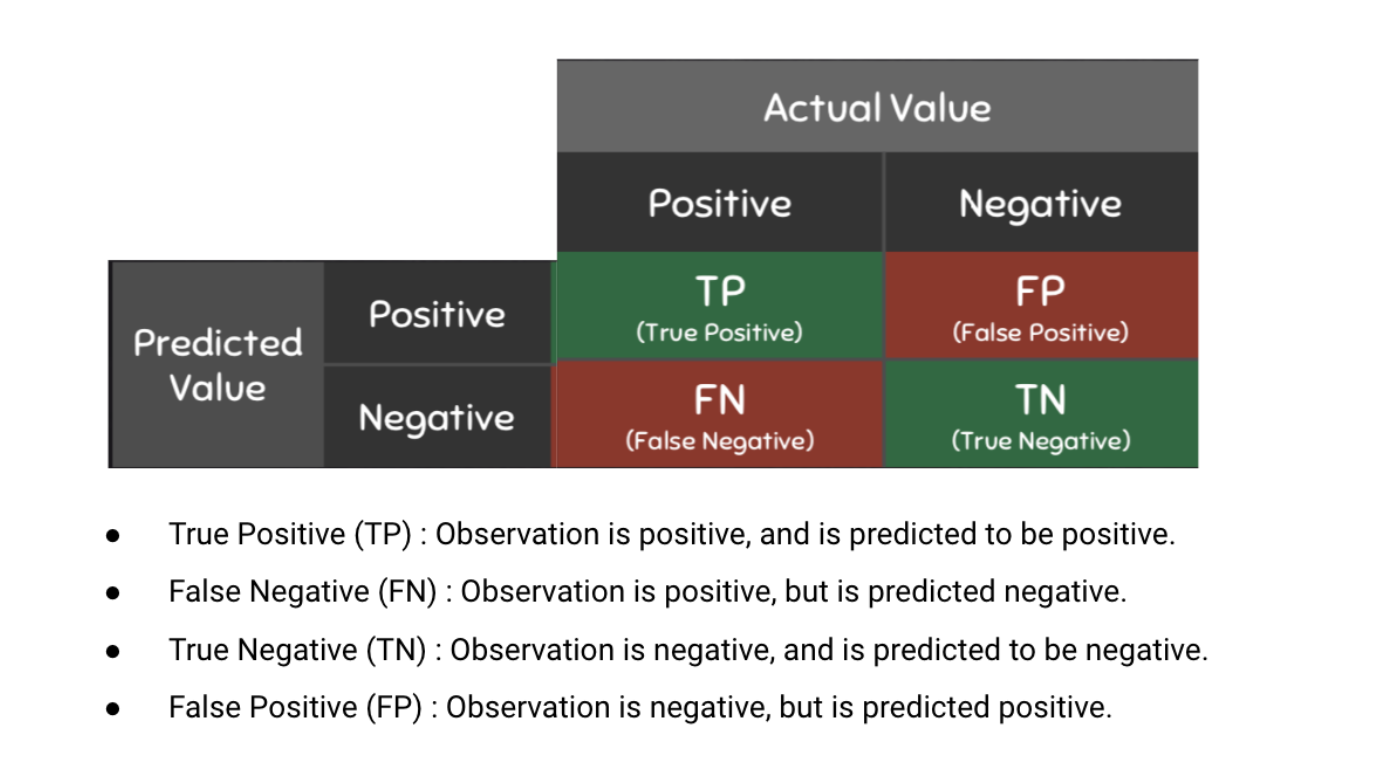 Actual Value
Positive Negative
Predicted
Value
Positive
TP
(True Positive)
FP
(False Positive)
Negative
FN
(False Negative)
TN
(True Negative)
● True Positive (TP) : Observation is positive, and is predicted to be positive.
● False Negative (FN) : Observation is positive, but is predicted negative.
● True Negative (TN) : Observation is negative, and is predicted to be negative.
● False Positive (FP) : Observation is negative, but is predicted positive.